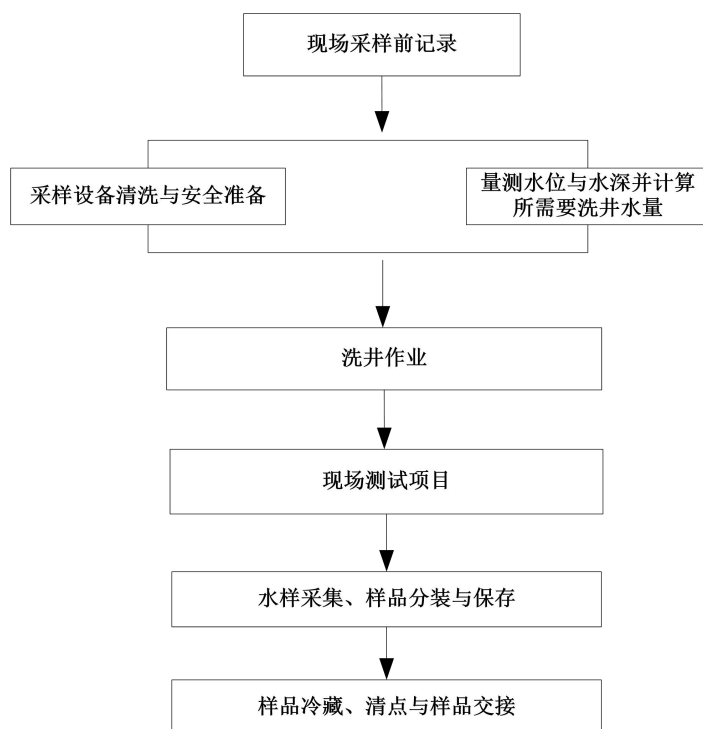 现场采样前记录
采样设备清洗与安全准备
量测水位与水深并计算
所需要洗井水量
洗井作业
现场测试项目
水样采集、样品分装与保存
样品冷藏、清点与样品交接